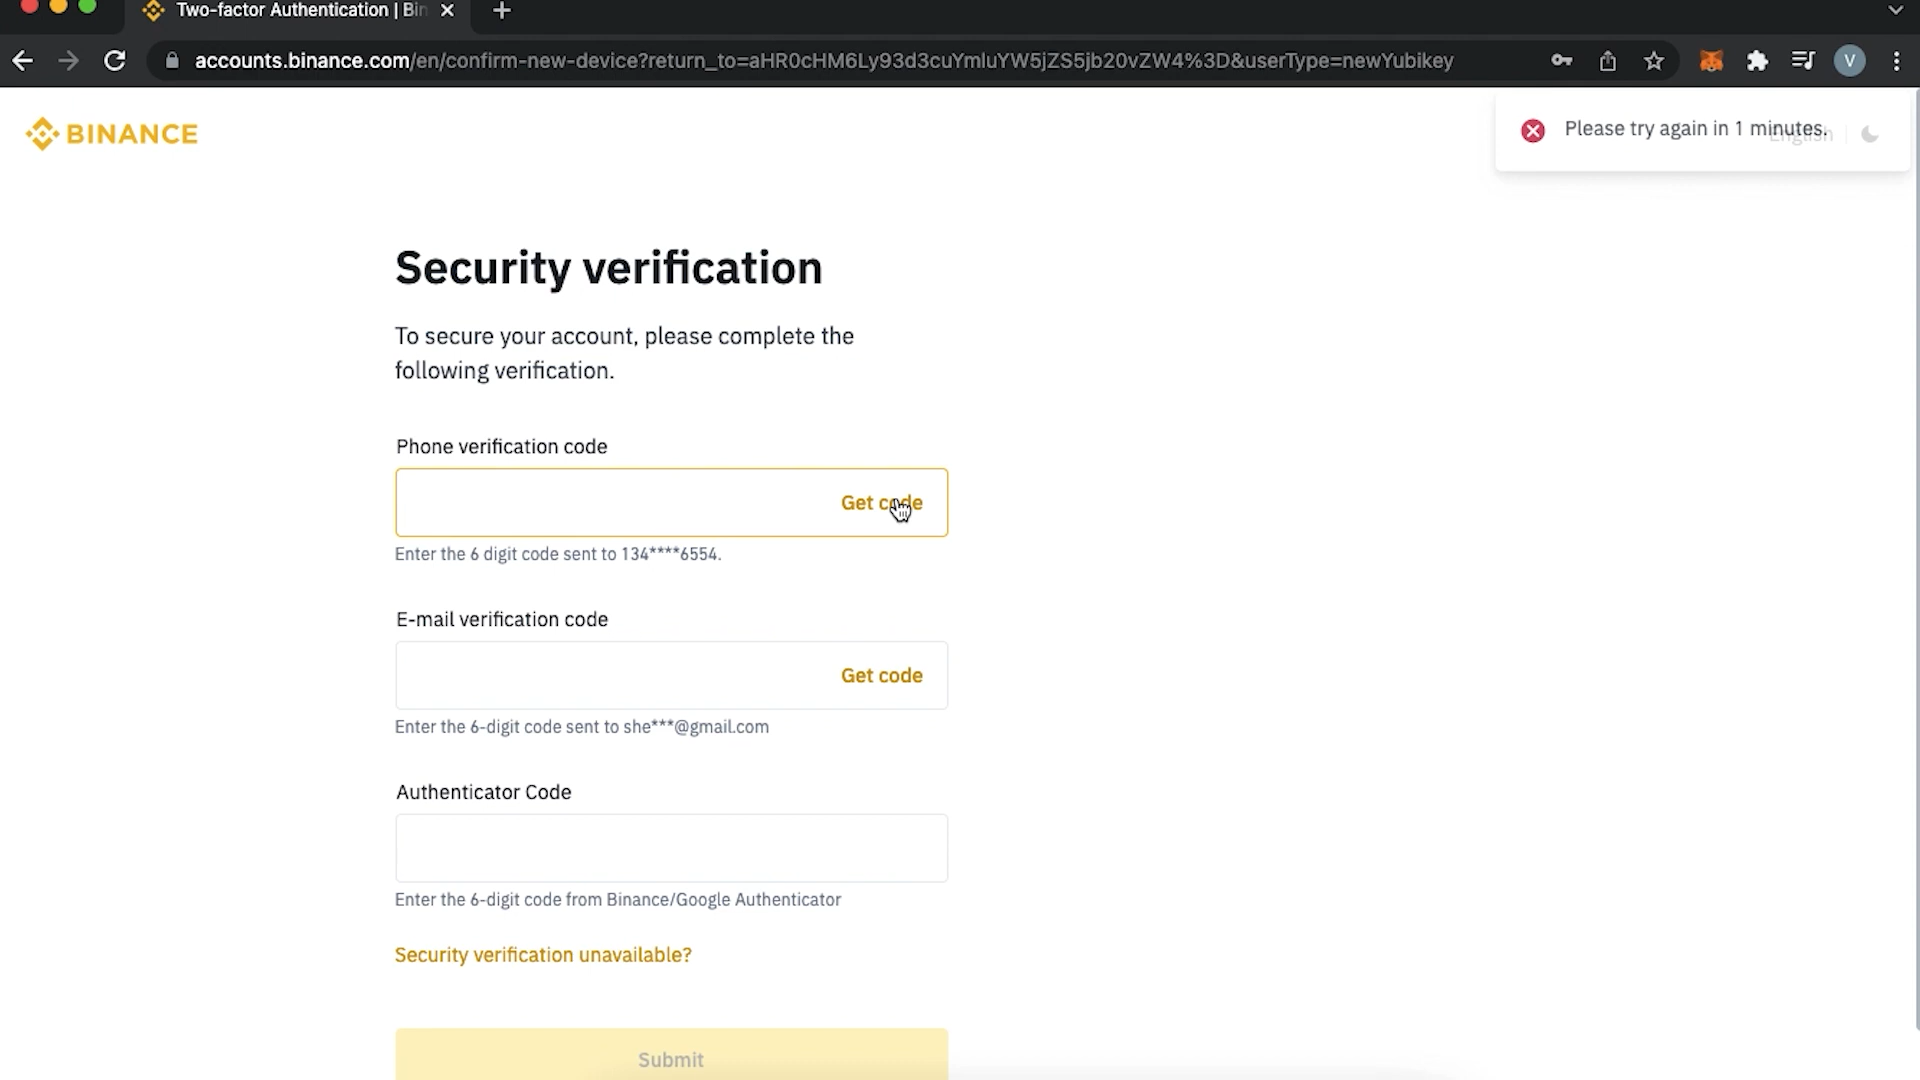 Two-factor Authentication | Bin
accounts.binance.com/en/confirm-new-device?return_to=aHR0cHM6Ly93d3cuYmluYW5jZS5jb20vZW4%3D&userType=newYubikey
V
BINANCE
Please try again in 1 minutes.
English
Security verification
To secure your account, please complete the
following verification.
Phone verification code
Get code
Enter the 6 digit code sent to 134****6554.
E-mail verification code
Get code
Enter the 6-digit code sent to she***@gmail.com
Authenticator Code
Enter the 6-digit code from Binance/Google Authenticator
Security verification unavailable?
Submit